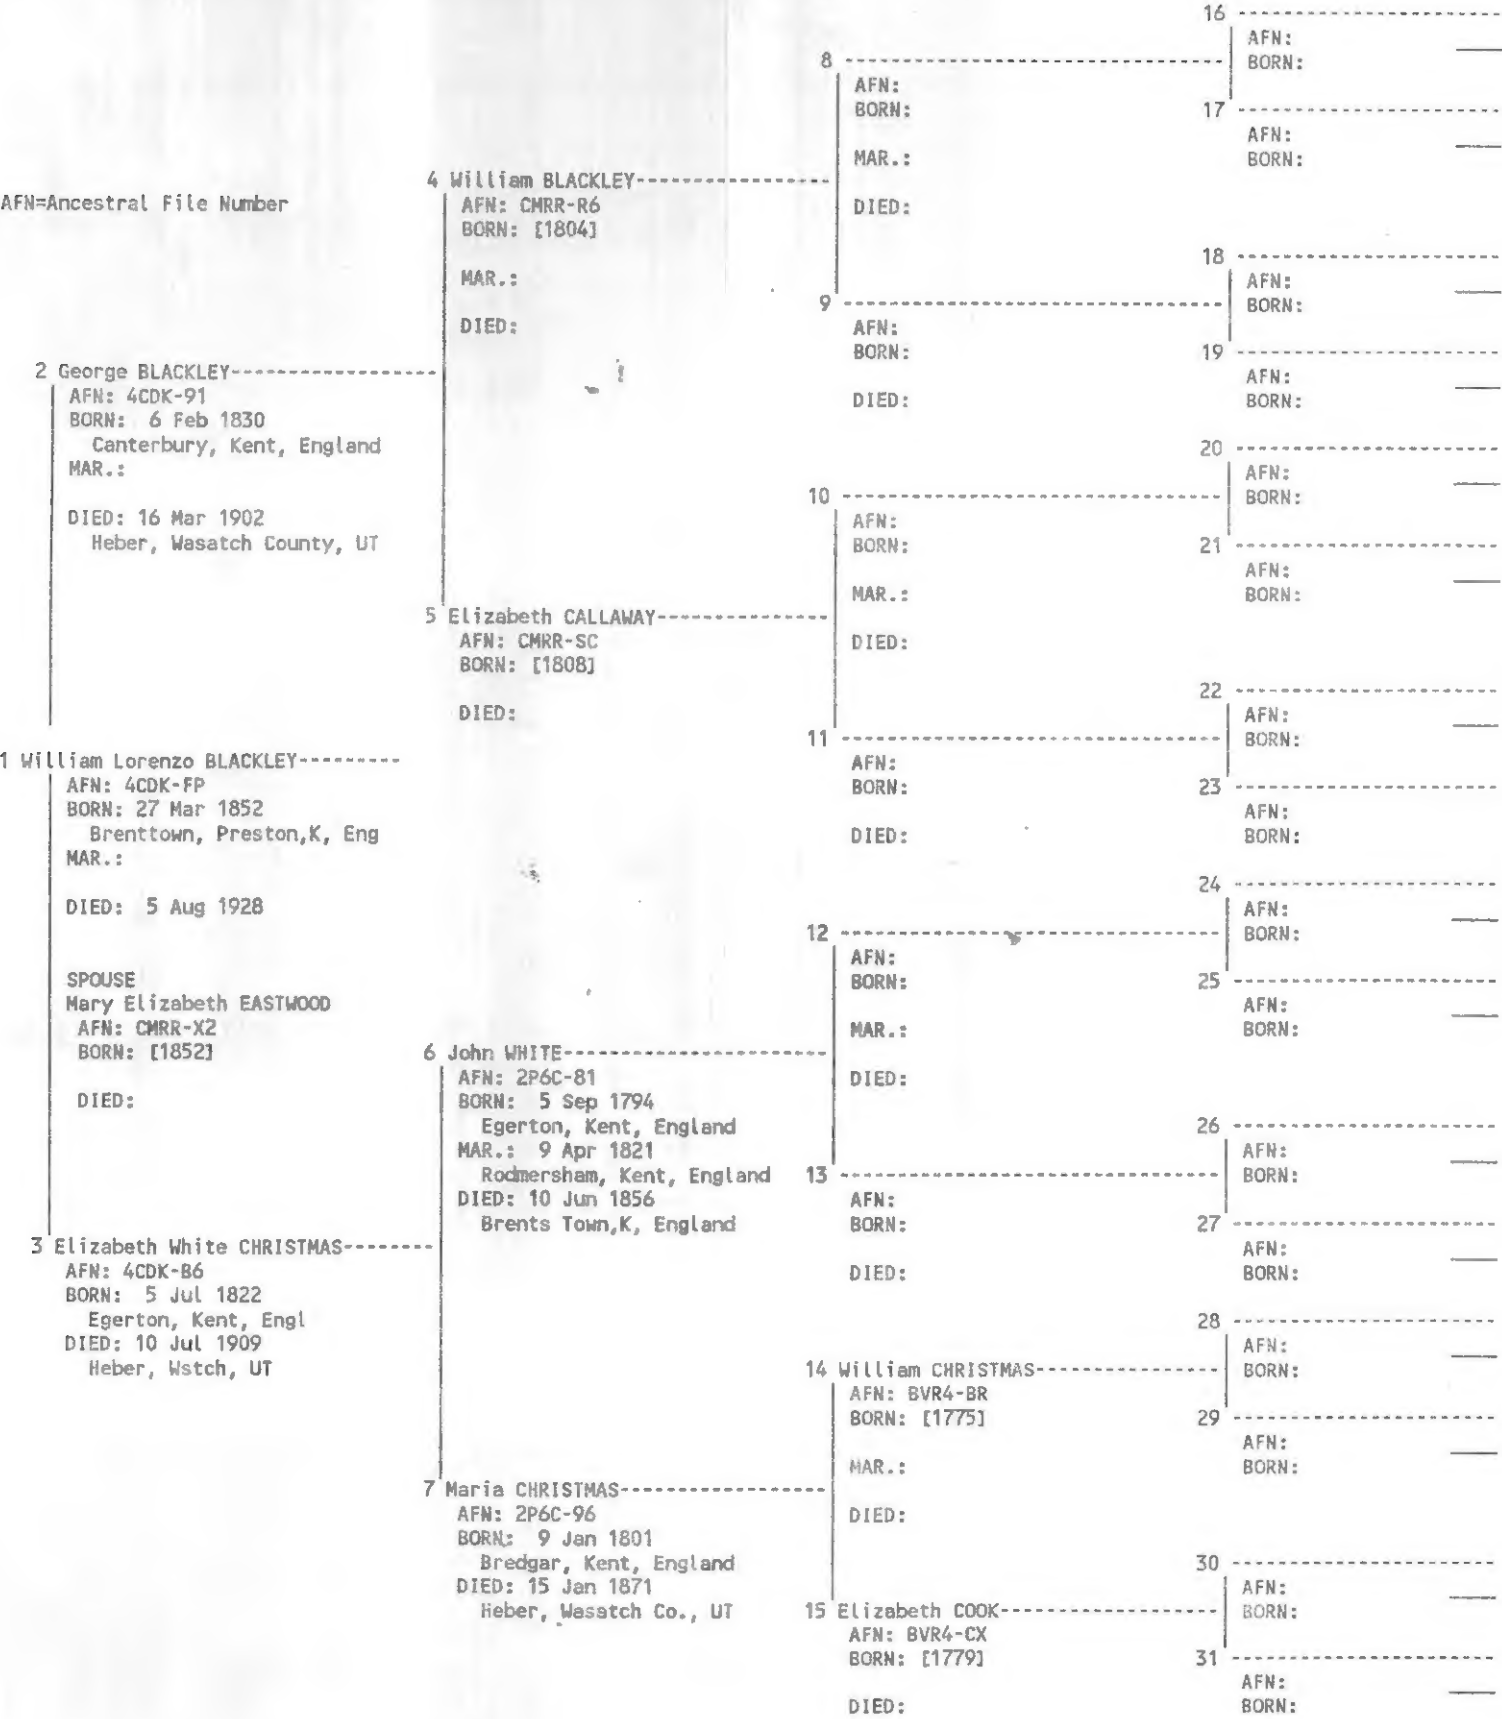 AFN=Ancestral File Number
1 William Lorenzo BLACKLEY---------
AFN: 4CDK-FP
BORN: 27 Mar 1852
Brenttown, Preston,K, Eng
MAR.:
DIED:  5 Aug 1928
SPOUSE
Mary Elizabeth EASTWOOD
AFN: CMRR-X2
BORN: [1852]
DIED:
2 George BLACKLEY-----------------
AFN: 4CDK-91
BORN:  6 Feb 1830
Canterbury, Kent, England
MAR.:
DIED: 16 Mar 1902
Heber, Wasatch County, UT
3 Elizabeth White CHRISTMAS--------
AFN: 4CDK-B6
BORN:  5 Jul 1822
Egerton, Kent, Engl
DIED: 10 Jul 1909
Heber, Wstch, UT
4 William BLACKLEY----------------
AFN: CMRR-R6
BORN: [1804]
MAR.:
DIED:
5 Elizabeth CALLAWAY--------------
AFN: CMRR-SC
BORN: [1808]
DIED:
6 John WHITE----------------------
AFN: 2P6C-81
BORN:  5 Sep 1794
Egerton, Kent, England
MAR.:  9 Apr 1821
Rodmersham, Kent, England
DIED: 10 Jun 1856
Brents Town,K, England
7 Maria CHRISTMAS-----------------
AFN: 2P6C-96
BORN:  9 Jan 1801
Bredgar, Kent, England
DIED: 15 Jan 1871
Heber, Wasatch Co., UT
8 --------------------------------
AFN:
BORN:
MAR.:
DIED:
9 --------------------------------
AFN:
BORN:
DIED:
10 --------------------------------
AFN:
BORN:
MAR.:
DIED:
11 --------------------------------
AFN:
BORN:
DIED:
12 --------------------------------
AFN:
BORN:
MAR.:
DIED:
13 --------------------------------
AFN:
BORN:
DIED:
14 William CHRISTMAS---------------
AFN: BVR4-BR
BORN: [1775]
MAR.:
DIED:
15 Elizabeth COOK------------------
AFN: BVR4-CX
BORN: [1779]
DIED:
16 ----------------------
AFN:
BORN:
17 ----------------------
AFN:
BORN:
18 ----------------------
AFN:
BORN:
19 ----------------------
AFN:
BORN:
20 ----------------------
AFN:
BORN:
21 ----------------------
AFN:
BORN:
22 ----------------------
AFN:
BORN:
23 ----------------------
AFN:
BORN:
24 ----------------------
AFN:
BORN:
25 ----------------------
AFN:
BORN:
26 ----------------------
AFN:
BORN:
27 ----------------------
AFN:
BORN:
28 ----------------------
AFN:
BORN:
29 ----------------------
AFN:
BORN:
30 ----------------------
AFN:
BORN:
31 ----------------------
AFN:
BORN: